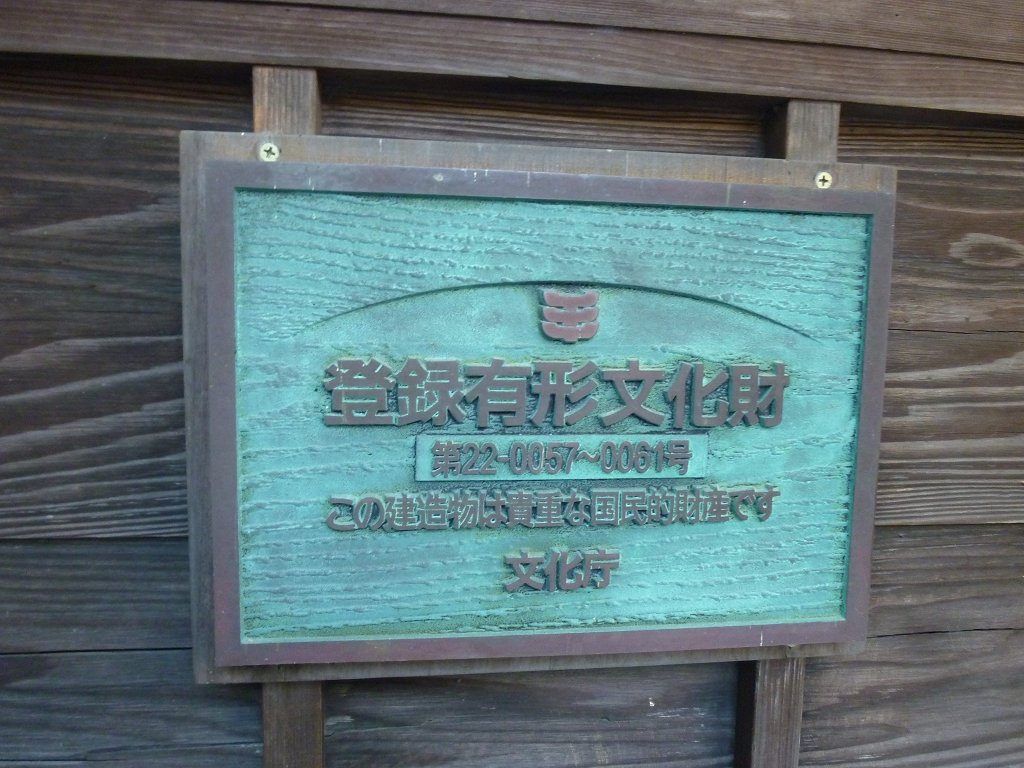 登録有形文化財
第22-0057〜0061号
この建造物は貴重な国民的財産です
文化庁